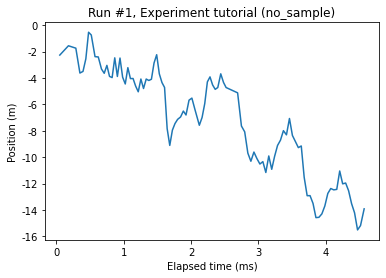 Run #1, Experiment tutorial (no_sample)
Position (m)
0
-2
-4
-6
-8
-10
-12
-14
-16
0 1 2 3 4
Elapsed time (ms)